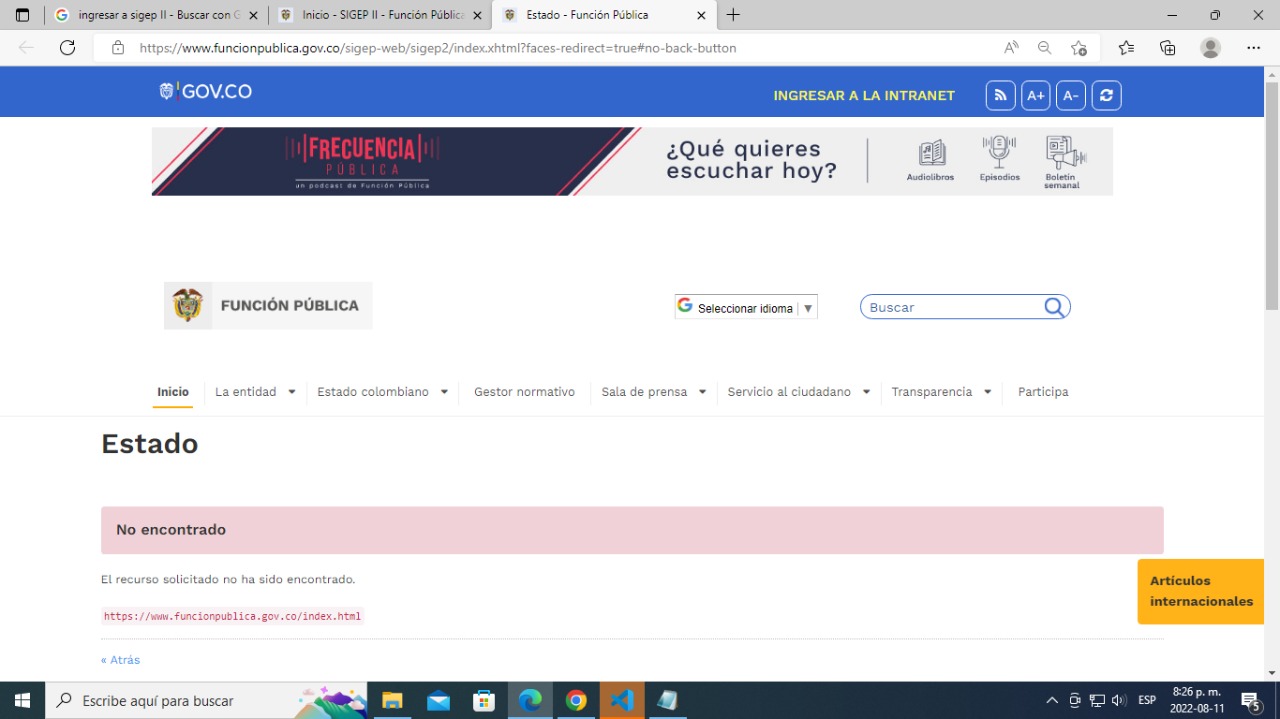 ingresar a sigep II - Buscar con G
Inicio - SIGEP II - Función Pública
Estado - Función Pública
https://www.funcionpublica.gov.co/sigep-web/sigep2/index.xhtml?faces-redirect=true#no-back-button
GOV.CO
INGRESAR A LA INTRANET
A+
A-
FRECUENCIA
PÚBLICA
un podcast de Función Pública
¿Qué quieres
escuchar hoy?
Audiolibros
Episodios
Boletín
semanal
FUNCIÓN PÚBLICA
Seleccionar idioma
Buscar
Inicio
La entidad
Estado colombiano
Gestor normativo
Sala de prensa
Servicio al ciudadano
Transparencia
Participa
Estado
No encontrado
El recurso solicitado no ha sido encontrado.
https://www.funcionpublica.gov.co/index.html
Artículos
internacionales
« Atrás
Escribe aquí para buscar
ESP
8:26 p. m.
2022-08-11
5